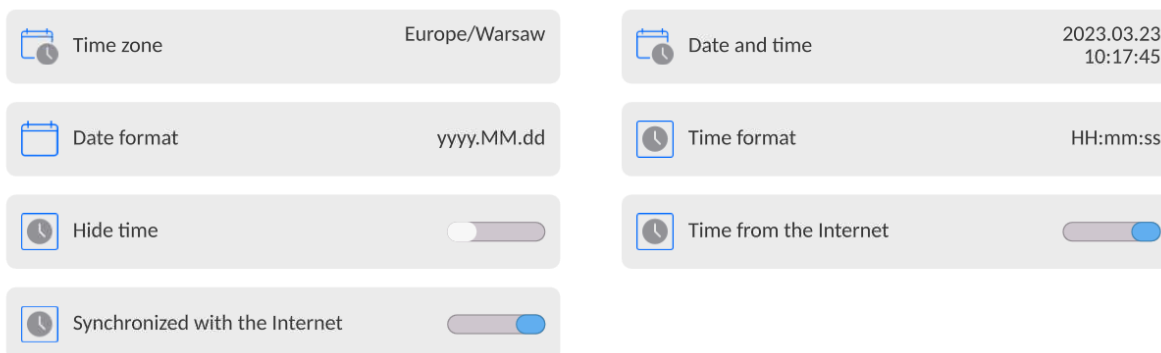 Time zone
Europe/Warsaw
Date and time
2023.03.23
10:17:45
Date format
yyyy.MM.dd
Time format
HH:mm:ss
Hide time
Time from the Internet
Synchronized with the Internet